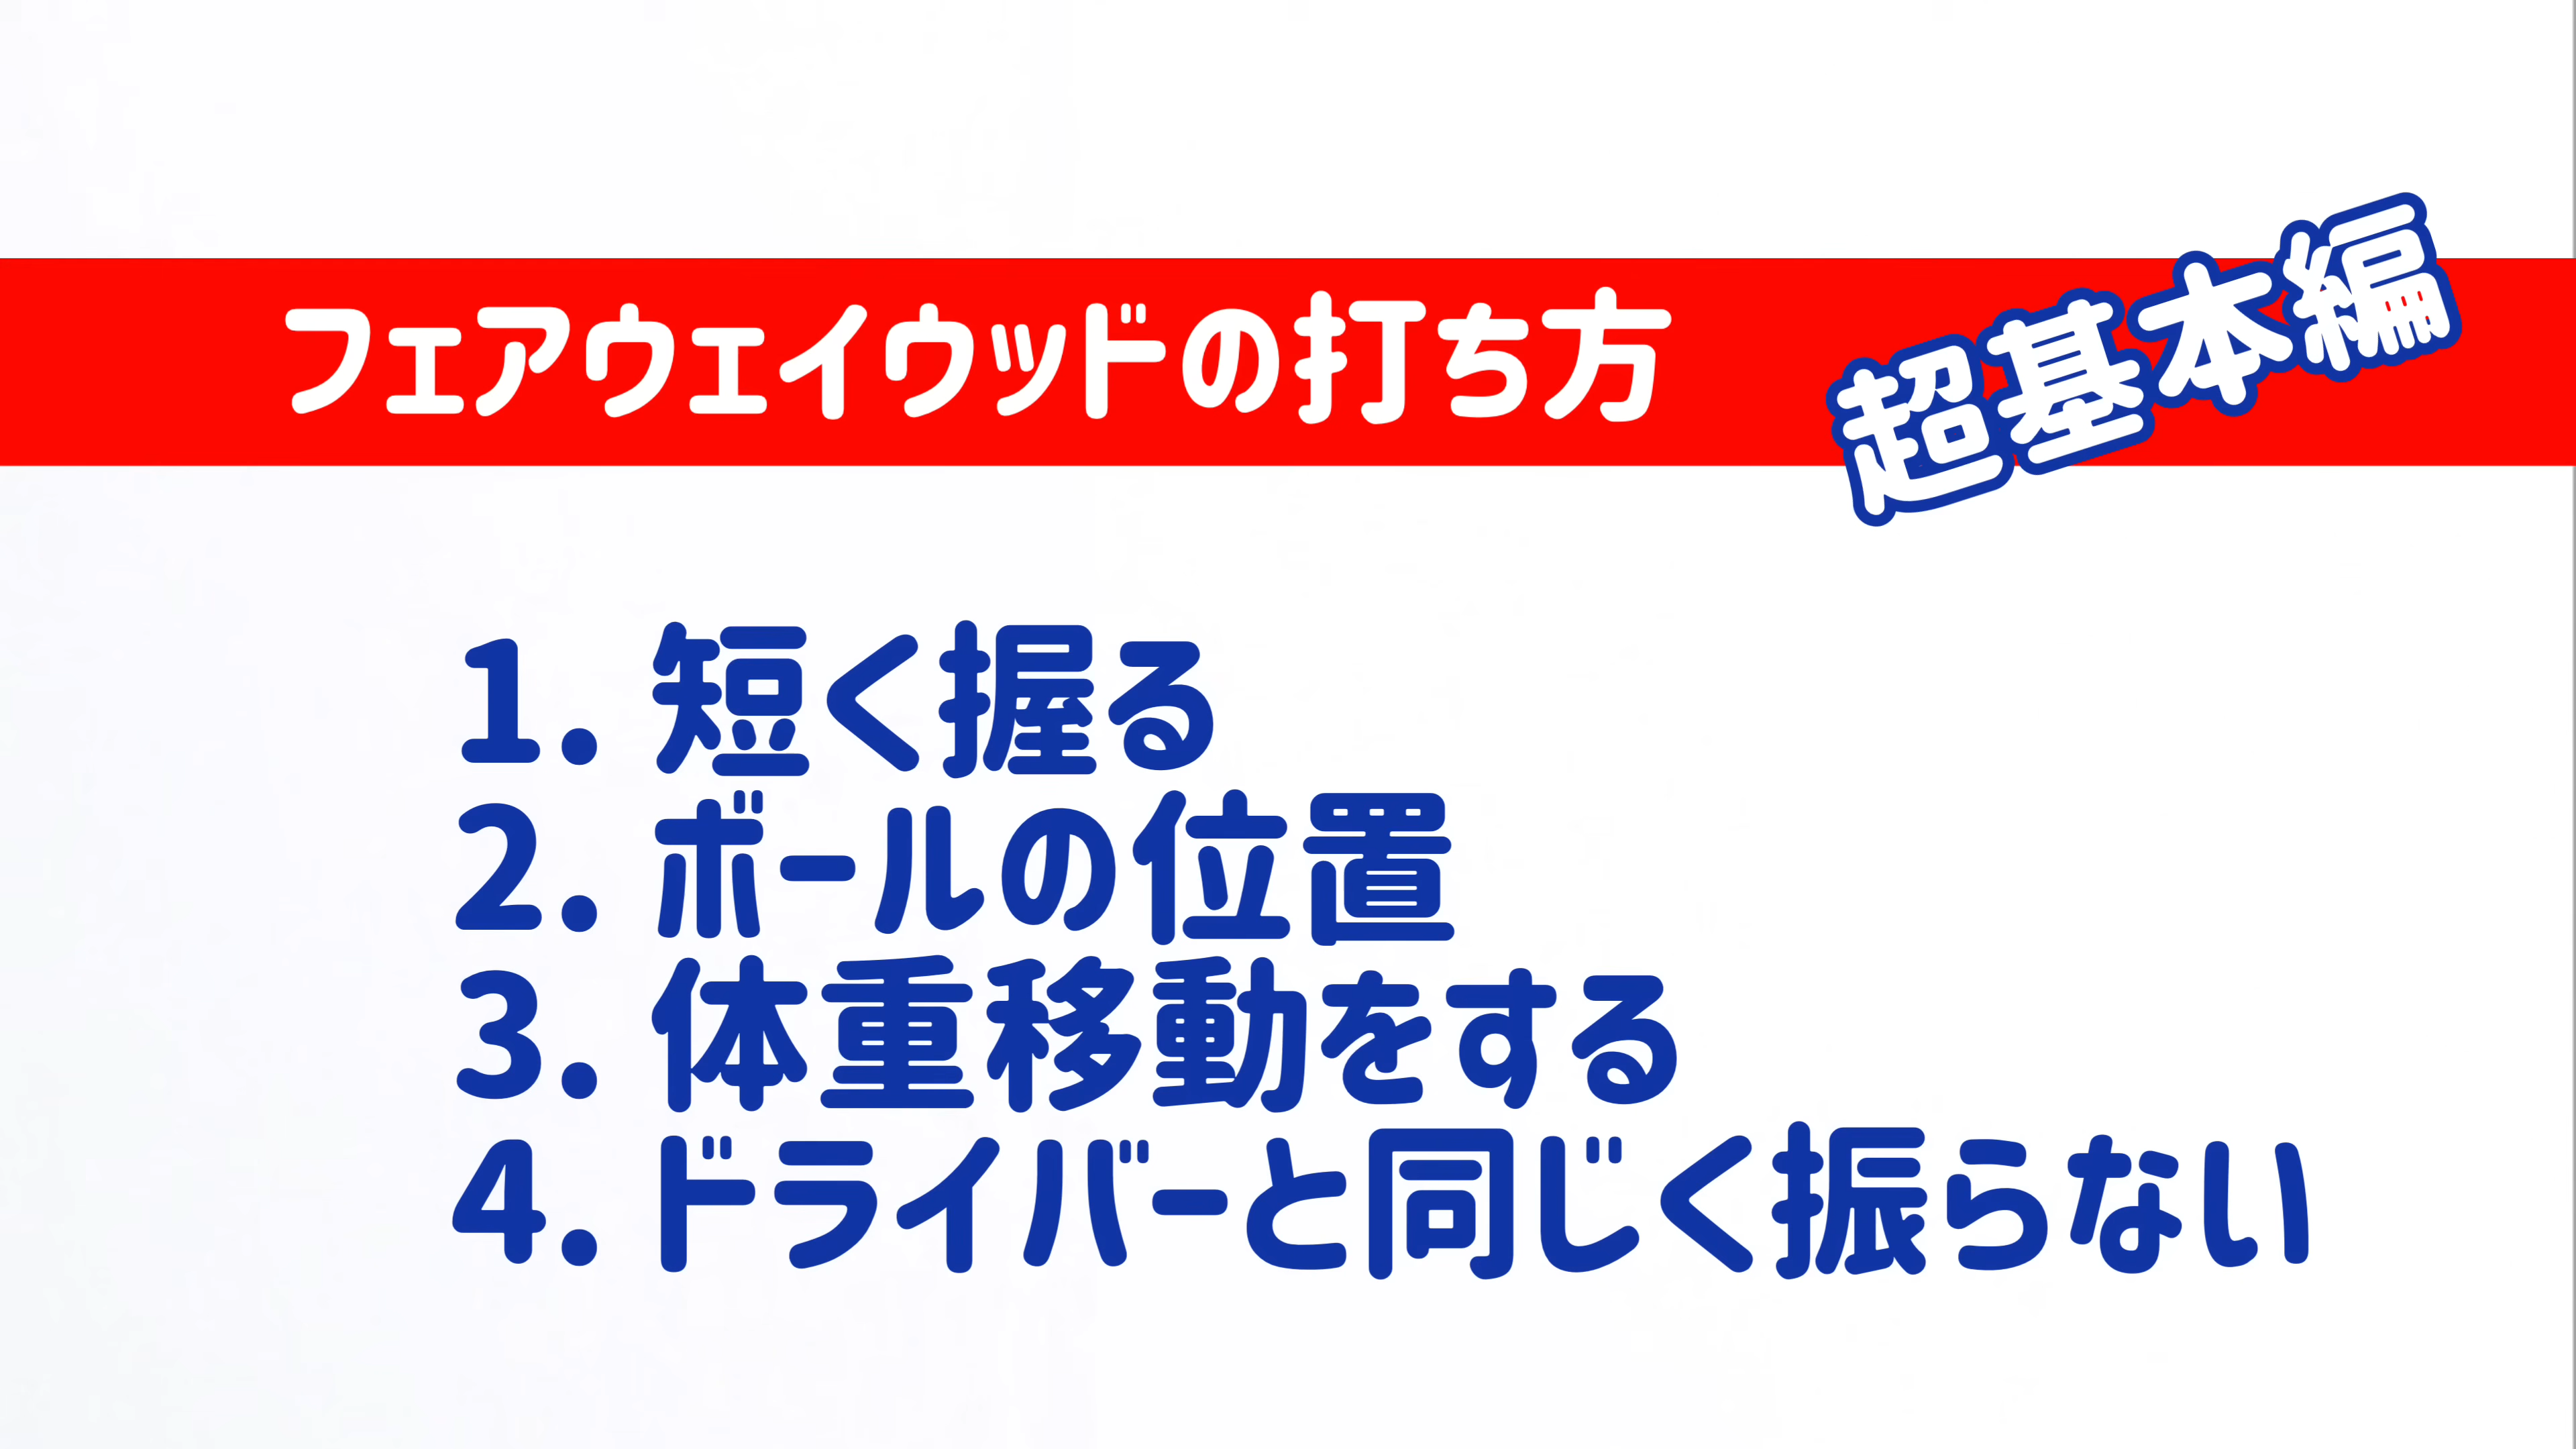 フェアウェイウッドの打ち方
超基本編
1. 短く握る
2. ボールの位置
3. 体重移動をする
4. ドライバーと同じく振らない